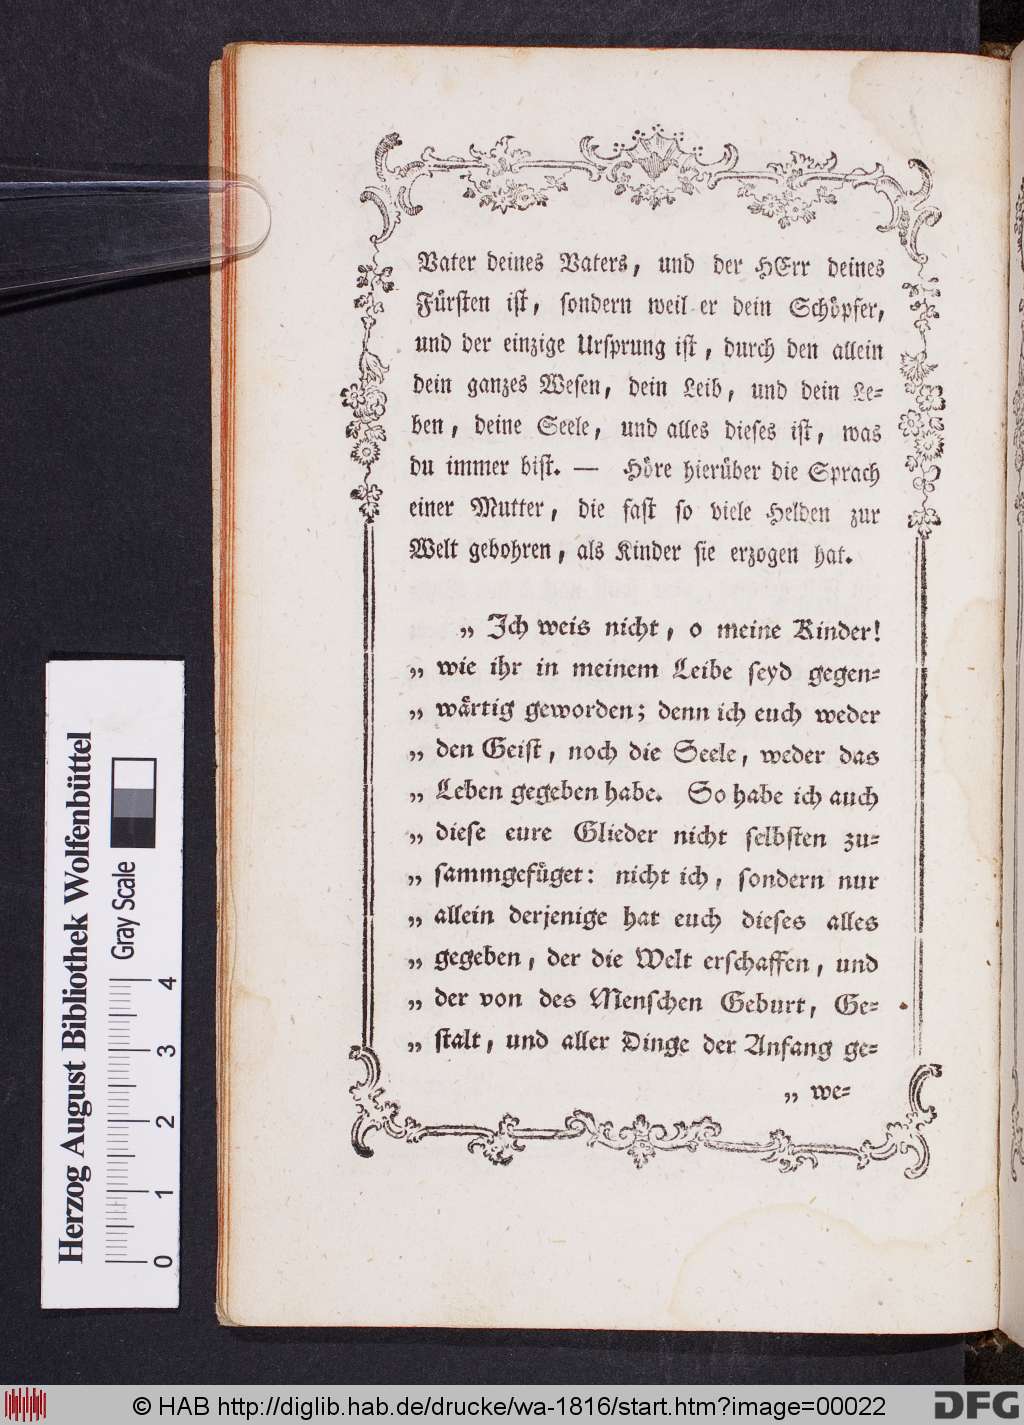 Vater deines Vaters, und der HErr deines
Fürsten ist, sondern weil er dein Schöpfer,
und der einzige Ursprung ist, durch den allein
dein ganzes Wesen, dein Leib, und dein Le-
ben, deine Seele, und alles dieses ist, was
du immer bist. — Höre hierüber die Sprach
einer Mutter, die fast so viele Helden zur
Welt gebohren, als Kinder sie erzogen hat.
„ Ich weis nicht, o meine Kinder!
„ wie ihr in meinem Leibe seyd gegen-
„ wärtig geworden; denn ich euch weder
„ den Geist, noch die Seele, weder das
„ Leben gegeben habe. So habe ich auch
„ diese eure Glieder nicht selbsten zu-
„ sammgefüget: nicht ich, sondern nur
„ allein derjenige hat euch dieses alles
„ gegeben, der die Welt erschaffen, und
„ der von des Menschen Geburt, Ge-
„ stalt, und aller Dinge der Anfang ge-
„ we-
Herzog August Bibliothek Wolfenbüttel
Gray Scale
0 1 2 3 4
© HAB http://diglib.hab.de/drucke/wa-1816/start.htm?image=00022
DFG